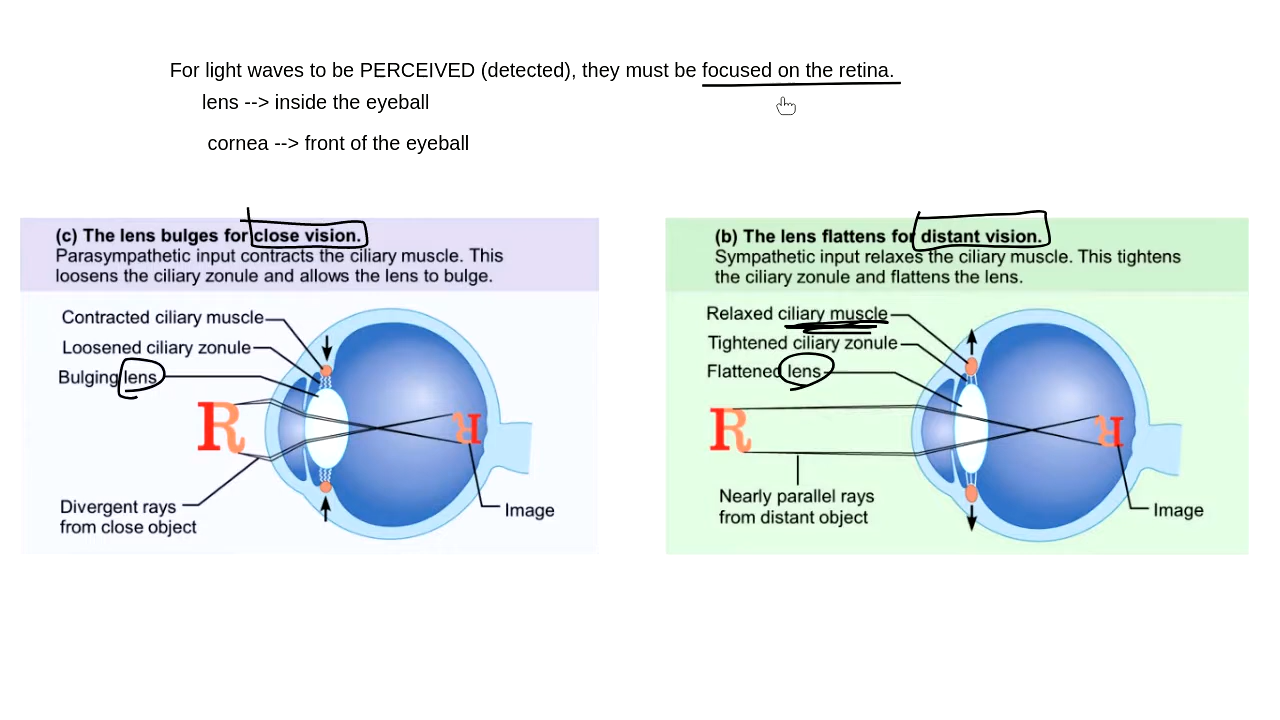 For light waves to be PERCEIVED (detected), they must be focused on the retina.
lens --> inside the eyeball
cornea --> front of the eyeball
(c) The lens bulges for close vision.
Parasympathetic input contracts the ciliary muscle. This
loosens the ciliary zonule and allows the lens to bulge.
Contracted ciliary muscle
Loosened ciliary zonule
Bulging lens
R
R
Divergent rays
from close object
Image
(b) The lens flattens for distant vision.
Sympathetic input relaxes the ciliary muscle. This tightens
the ciliary zonule and flattens the lens.
Relaxed ciliary muscle
Tightened ciliary zonule
Flattened lens
R
R
Nearly parallel rays
from distant object
Image